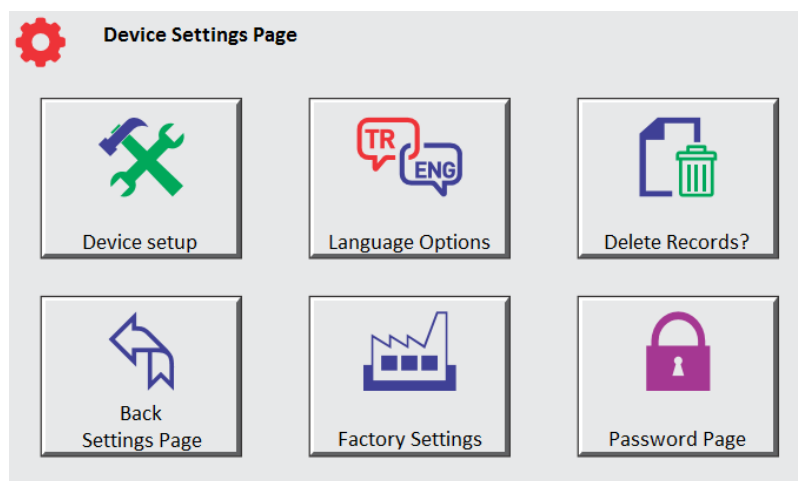 Device Settings Page
TR
ENG
Device setup
Language Options
Delete Records?
Back
Settings Page
Factory Settings
Password Page